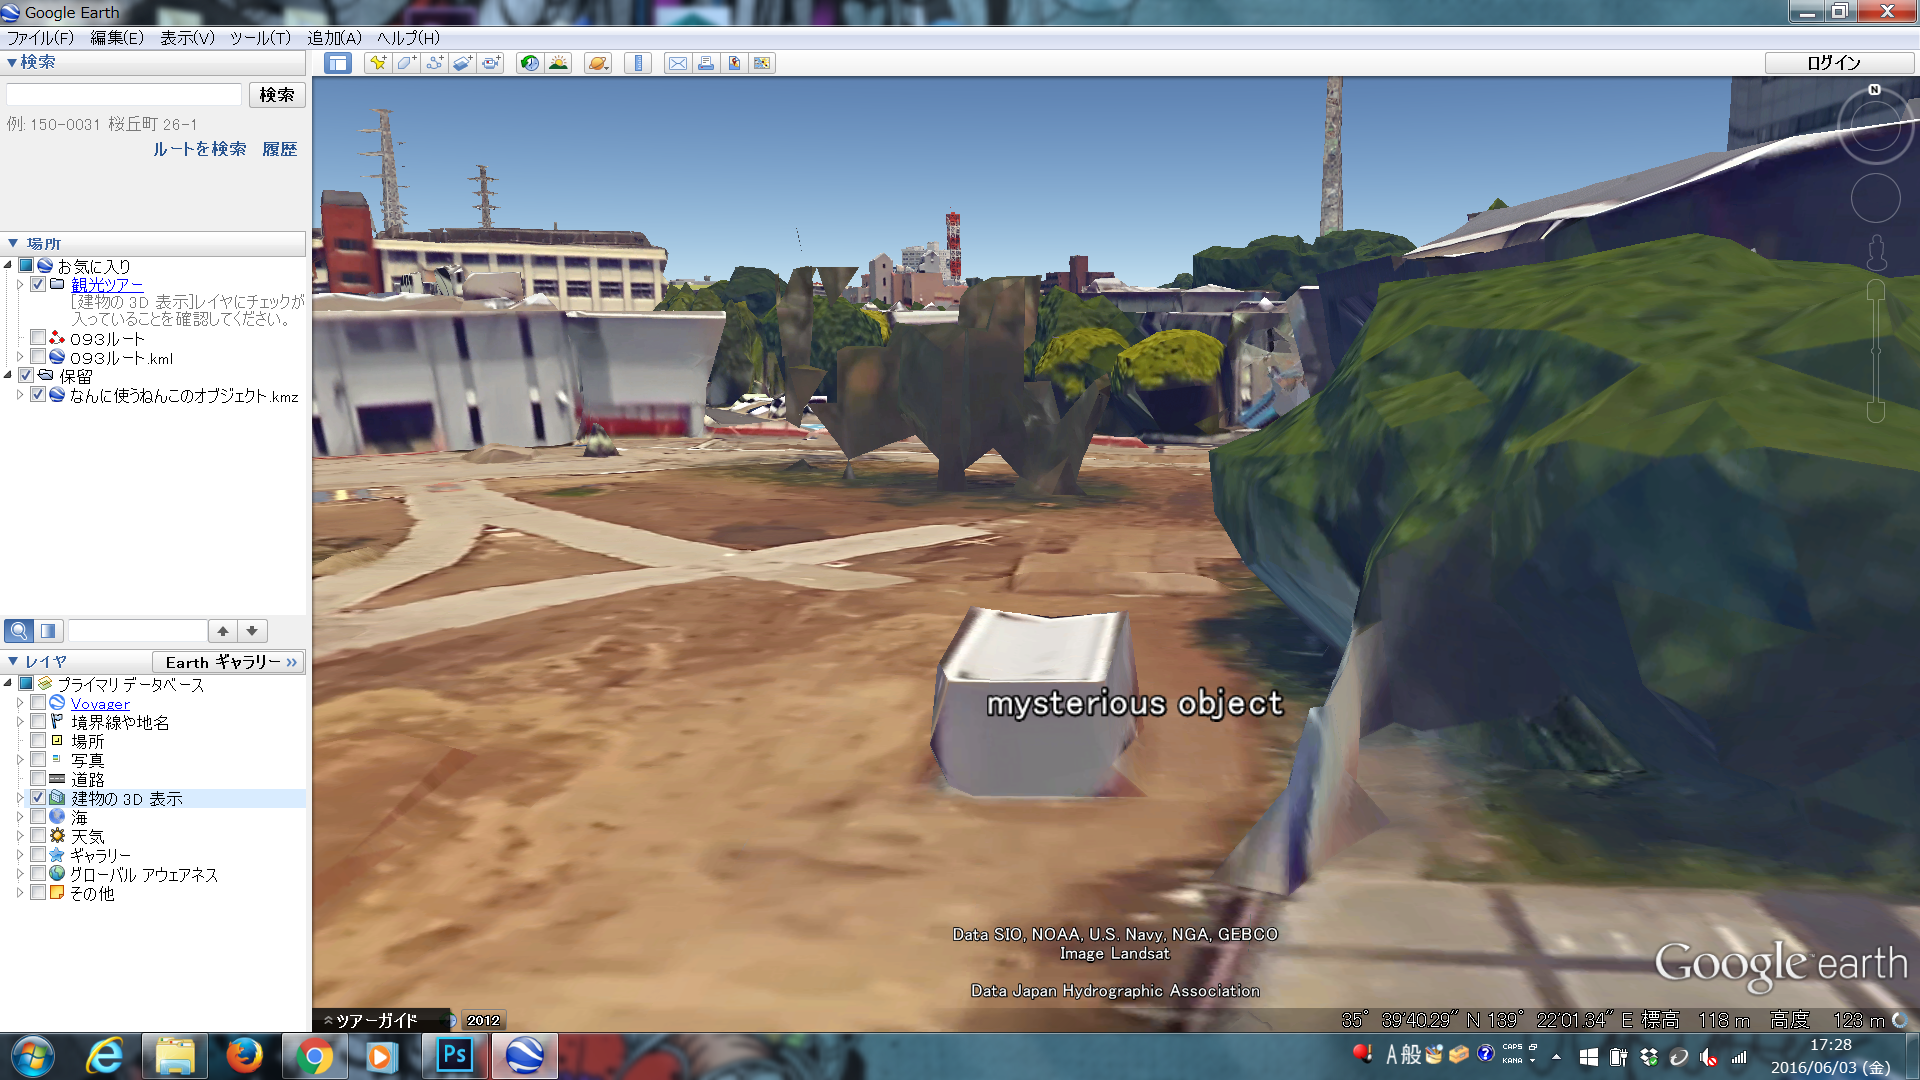 Google Earth
ファイル(F) 編集(E) 表示(V) ツール(T) 追加(A) ヘルプ(H)
▼検索
検索
例: 150-0031 桜丘町 26-1
ルートを検索 履歴
ログイン
N
▼ 場所
お気に入り
観光ツアー
[建物の 3D 表示]レイヤにチェックが
入っていることを確認してください。
093ルート
093ルート.kml
保留
なんに使うねんこのオブジェクト.kmz
▼ レイヤ
Earth ギャラリー »
プライマリ データベース
Voyager
境界線や地名
場所
写真
道路
建物の 3D 表示
海
天気
ギャラリー
グローバル アウェアネス
その他
mysterious object
Data SIO, NOAA, U.S. Navy, NGA, GEBCO
Image Landsat
Data Japan Hydrographic Association
Google earth
ツアーガイド
2012
35° 39'40.29" N 139° 22'01.34" E 標高 118 m 高度 123 m
Ps
A 般
CAPS
KANA
17:28
2016/06/03 (金)